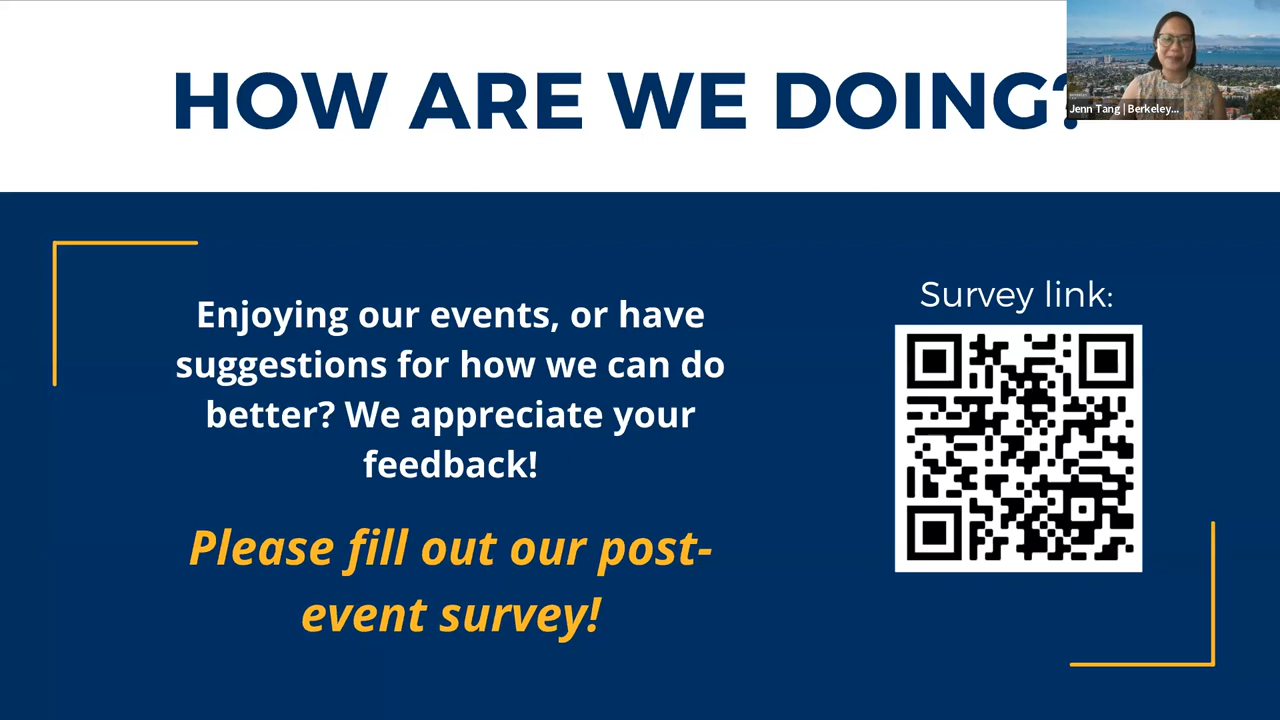 HOW ARE WE DOING?
Jenn Tang | Berkeley...
Enjoying our events, or have
suggestions for how we can do
better? We appreciate your
feedback!
Please fill out our post-
event survey!
Survey link: